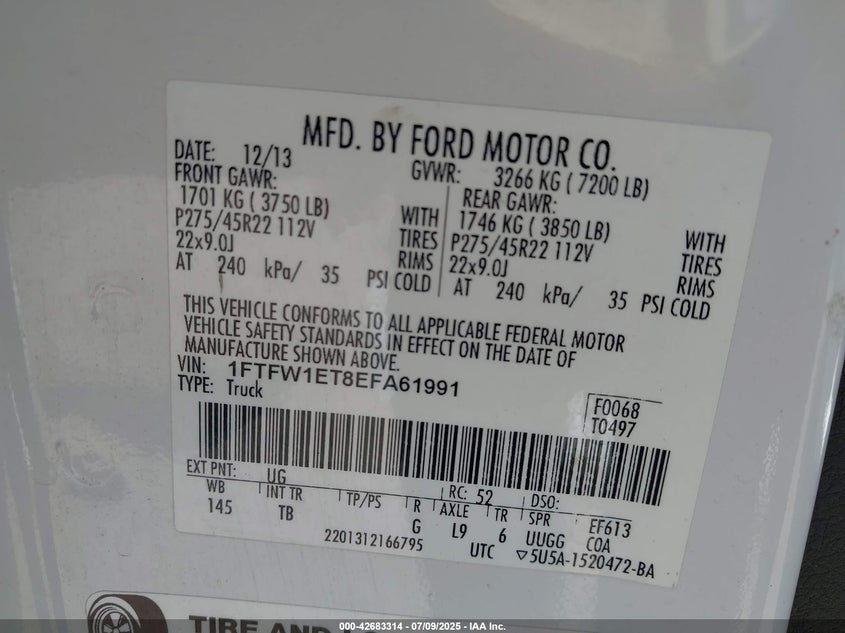 MFD. BY FORD MOTOR CO.
DATE: 12/13 GVWR: 3266 KG ( 7200 LB)
FRONT GAWR: REAR GAWR:
1701 KG ( 3750 LB) WITH 1746 KG ( 3850 LB) WITH
P275/45R22 112V TIRES P275/45R22 112V TIRES
22x9.0J RIMS 22x9.0J RIMS
AT 240 kPa/ 35 PSI COLD AT 240 kPa/ 35 PSI COLD
THIS VEHICLE CONFORMS TO ALL APPLICABLE FEDERAL MOTOR
VEHICLE SAFETY STANDARDS IN EFFECT ON THE DATE OF
MANUFACTURE SHOWN ABOVE.
VIN: 1FTFW1ET8EFA61991
TYPE: Truck
F0068
T0497
EXT PNT: UG RC: 52 DSO:
WB INT TR TP/PS R AXLE TR SPR EF613
145 TB G L9 6 UUGG COA
2201312166795 UTC ▽5U5A-1520472-BA
TIRE AND
000-42683314 / 07/09/2025 - IAA Inc.